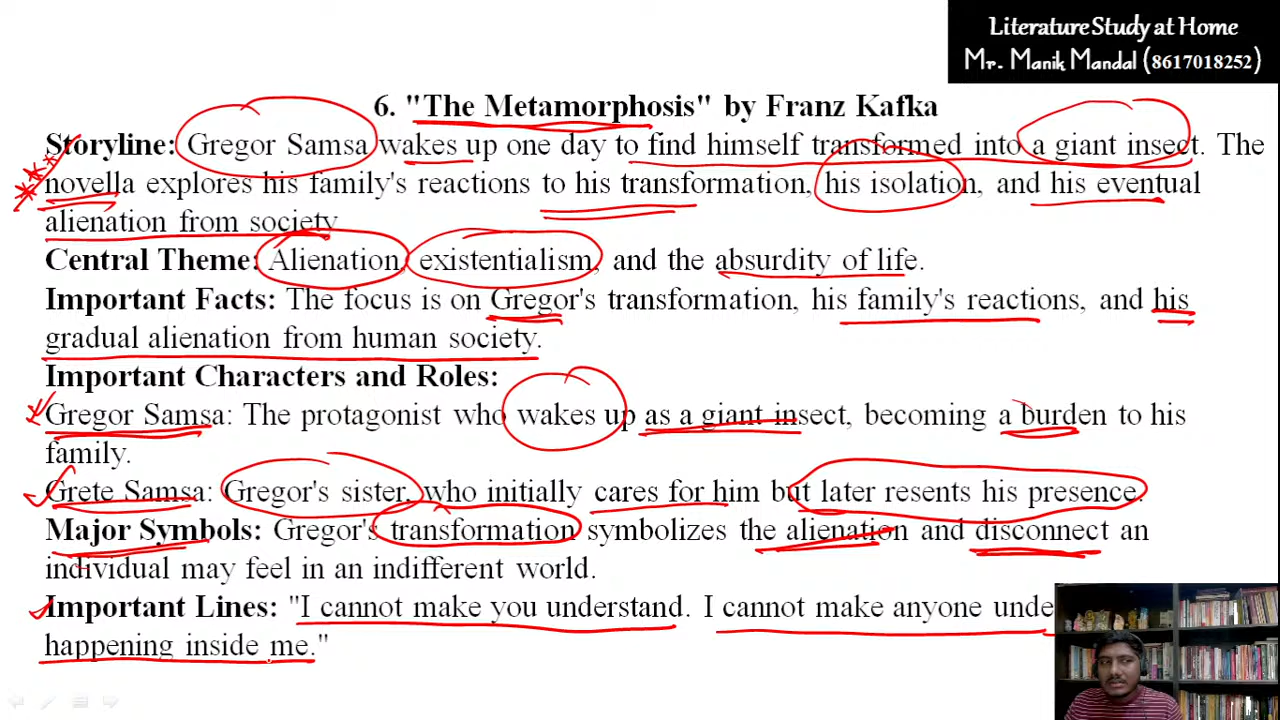 Literature Study at Home
Mr. Manik Mandal (8617018252)
6. "The Metamorphosis" by Franz Kafka
Storyline: Gregor Samsa wakes up one day to find himself transformed into a giant insect. The
novella explores his family's reactions to his transformation, his isolation, and his eventual
alienation from society
Central Theme: Alienation, existentialism, and the absurdity of life.
Important Facts: The focus is on Gregor's transformation, his family's reactions, and his
gradual alienation from human society.
Important Characters and Roles:
Gregor Samsa: The protagonist who wakes up as a giant insect, becoming a burden to his
family.
Grete Samsa: Gregor's sister, who initially cares for him but later resents his presence.
Major Symbols: Gregor's transformation symbolizes the alienation and disconnect an
individual may feel in an indifferent world.
Important Lines: "I cannot make you understand. I cannot make anyone
happening inside me."